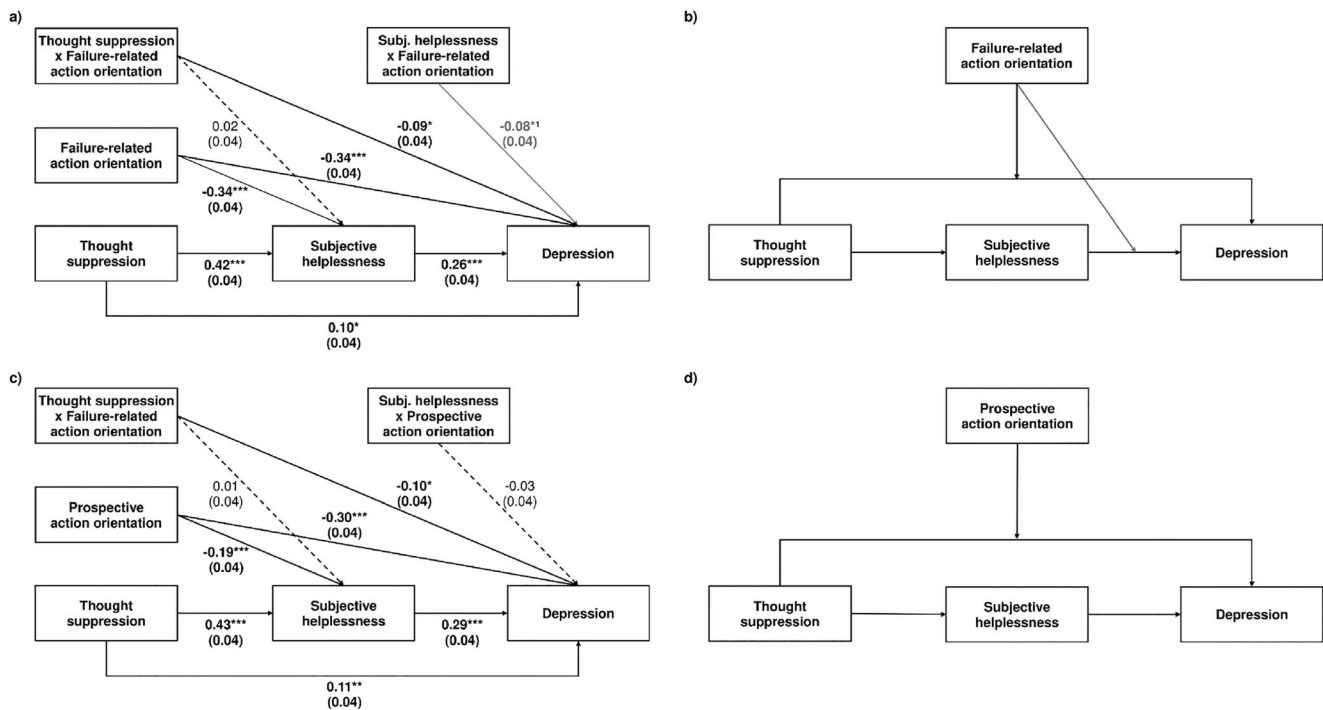 a)
Thought suppression
x Failure-related
action orientation
Subj. helplessness
x Failure-related
action orientation
0.02
(0.04)
-0.09*
(0.04)
-0.08*¹
(0.04)
Failure-related
action orientation
-0.34***
(0.04)
-0.34***
(0.04)
Thought
suppression
Subjective
helplessness
Depression
0.42***
(0.04)
0.26***
(0.04)
0.10*
(0.04)
b)
Failure-related
action orientation
Thought
suppression
Subjective
helplessness
Depression
c)
Thought suppression
x Failure-related
action orientation
Subj. helplessness
x Prospective
action orientation
0.01
(0.04)
-0.10*
(0.04)
-0.03
(0.04)
Prospective
action orientation
-0.30***
(0.04)
-0.19***
(0.04)
Thought
suppression
Subjective
helplessness
Depression
0.43***
(0.04)
0.29***
(0.04)
0.11**
(0.04)
d)
Prospective
action orientation
Thought
suppression
Subjective
helplessness
Depression